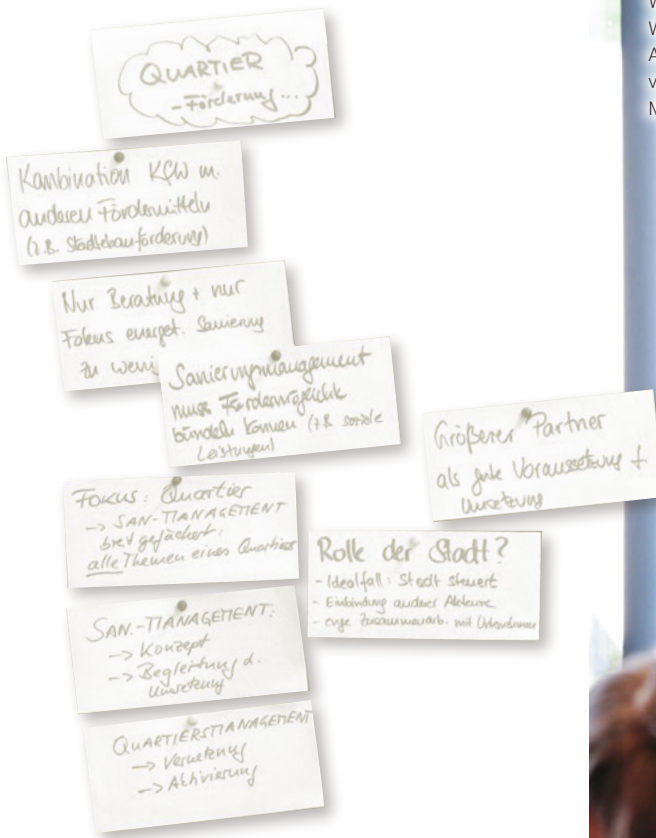 QUARTIER
- Förderung...
Kombination KfW m.
anderen Fördermitteln
(z.B. Städtebauförderung)
Nur Beratung + nur
Fokus energet. Sanierung
zu weni
Sanierungsmanagement
muss Fördermöglichk
bündeln können (z.B. soziale
Leistungen)
Größerer Partner
als gute Voraussetzung f
Umsetzung
FOKUS: Quartier
-> SAN-MANAGEMENT
breit gefächert:
alle Themen eines Quartiers
Rolle der Stadt?
- Idealfall: Stadt steuert
- Einbindung anderer Akteure
- enge Zusammenarb. mit Unternehmen
SAN.-MANAGEMENT:
-> Konzept
-> Begleitung d.
Umsetzung
QUARTIERSMANAGEMENT
-> Vernetzung
-> Aktivierung